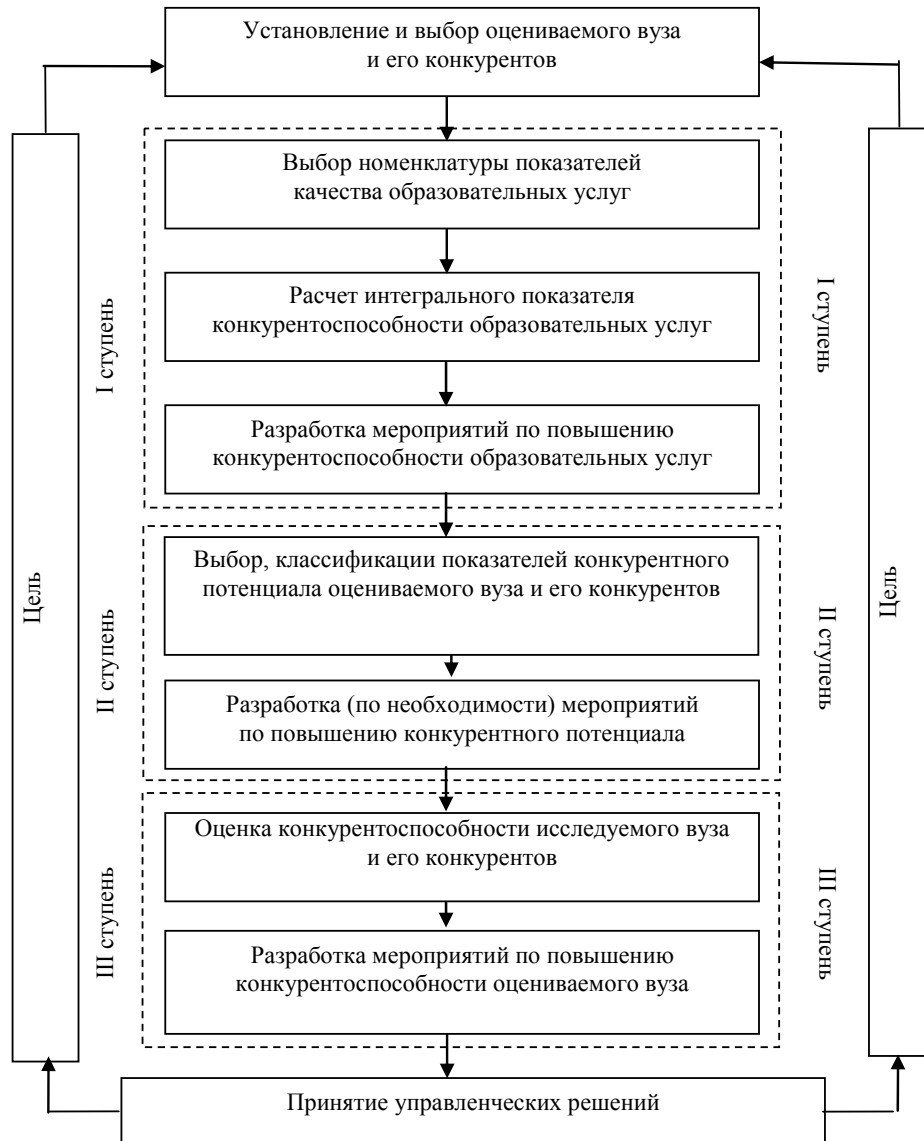 Установление и выбор оцениваемого вуза
и его конкурентов
Выбор номенклатуры показателей
качества образовательных услуг
Расчет интегрального показателя
конкурентоспособности образовательных услуг
Разработка мероприятий по повышению
конкурентоспособности образовательных услуг
I ступень
I ступень
Выбор, классификации показателей конкурентного
потенциала оцениваемого вуза и его конкурентов
Разработка (по необходимости) мероприятий
по повышению конкурентного потенциала
II ступень
II ступень
Цель
Цель
Оценка конкурентоспособности исследуемого вуза
и его конкурентов
Разработка мероприятий по повышению
конкурентоспособности оцениваемого вуза
III ступень
III ступень
Принятие управленческих решений